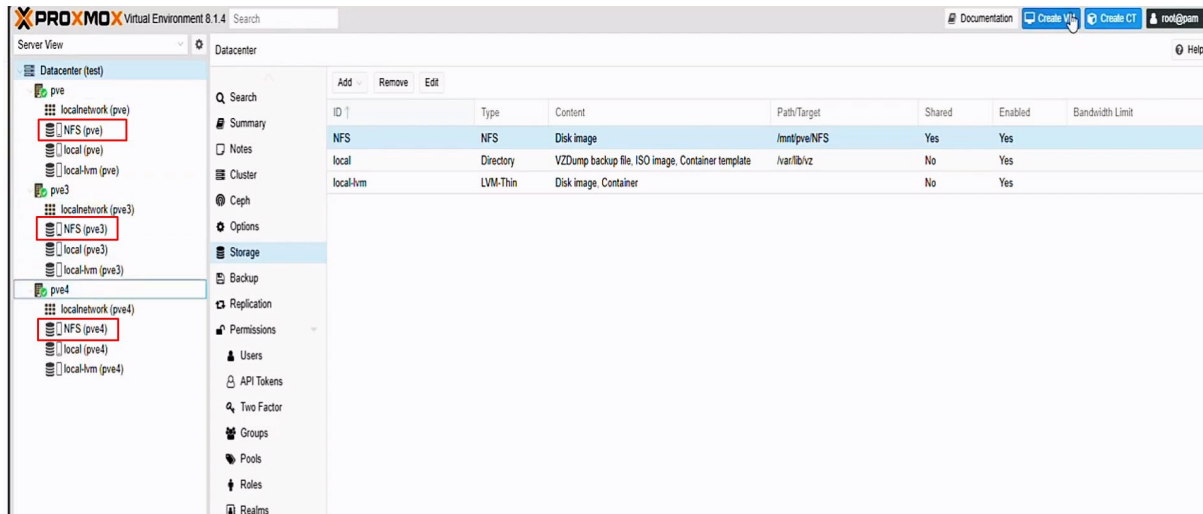 PROXMOX Virtual Environment 8.1.4 Search
Documentation Create VM Create CT root@pam
Server View
Datacenter
Help
Datacenter (test)
pve
localnetwork (pve)
NFS (pve)
local (pve)
local-lvm (pve)
pve3
localnetwork (pve3)
NFS (pve3)
local (pve3)
local-lvm (pve3)
pve4
localnetwork (pve4)
NFS (pve4)
local (pve4)
local-lvm (pve4)
Search
Summary
Notes
Cluster
Ceph
Options
Storage
Backup
Replication
Permissions
Users
API Tokens
Two Factor
Groups
Pools
Roles
Realms
Add Remove Edit
ID Type Content Path/Target Shared Enabled Bandwidth Limit
NFS NFS Disk image /mnt/pve/NFS Yes Yes
local Directory VZDump backup file, ISO image, Container template /var/lib/vz No Yes
local-lvm LVM-Thin Disk image, Container No Yes